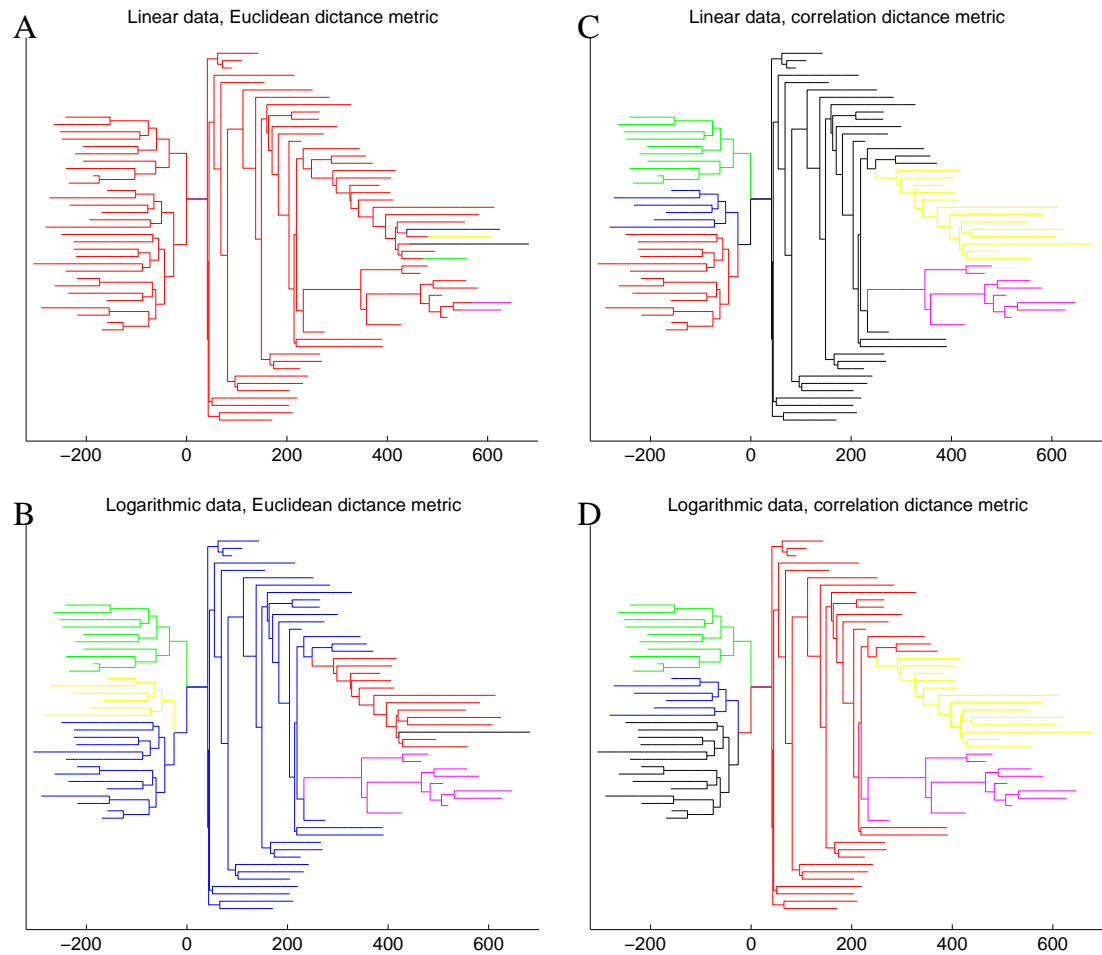 A
Linear data, Euclidean dictance metric
C
Linear data, correlation distance metric
−200 0 200 400 600
−200 0 200 400 600
B
Logarithmic data, Euclidean dictance metric
D
Logarithmic data, correlation distance metric
−200 0 200 400 600
−200 0 200 400 600